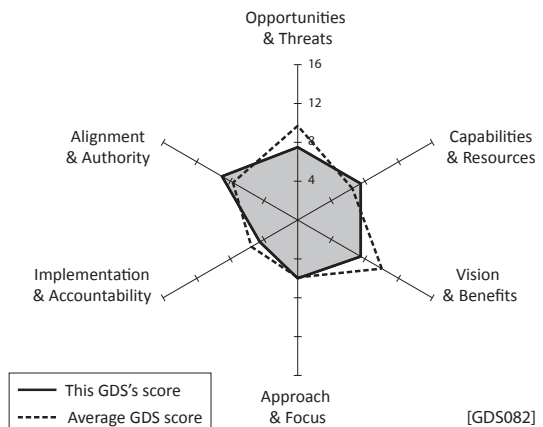 Opportunities
& Threats
16
12
8
4
Alignment
& Authority
Capabilities
& Resources
Implementation
& Accountability
Vision
& Benefits
Approach
& Focus
This GDS's score
Average GDS score
[GDS082]